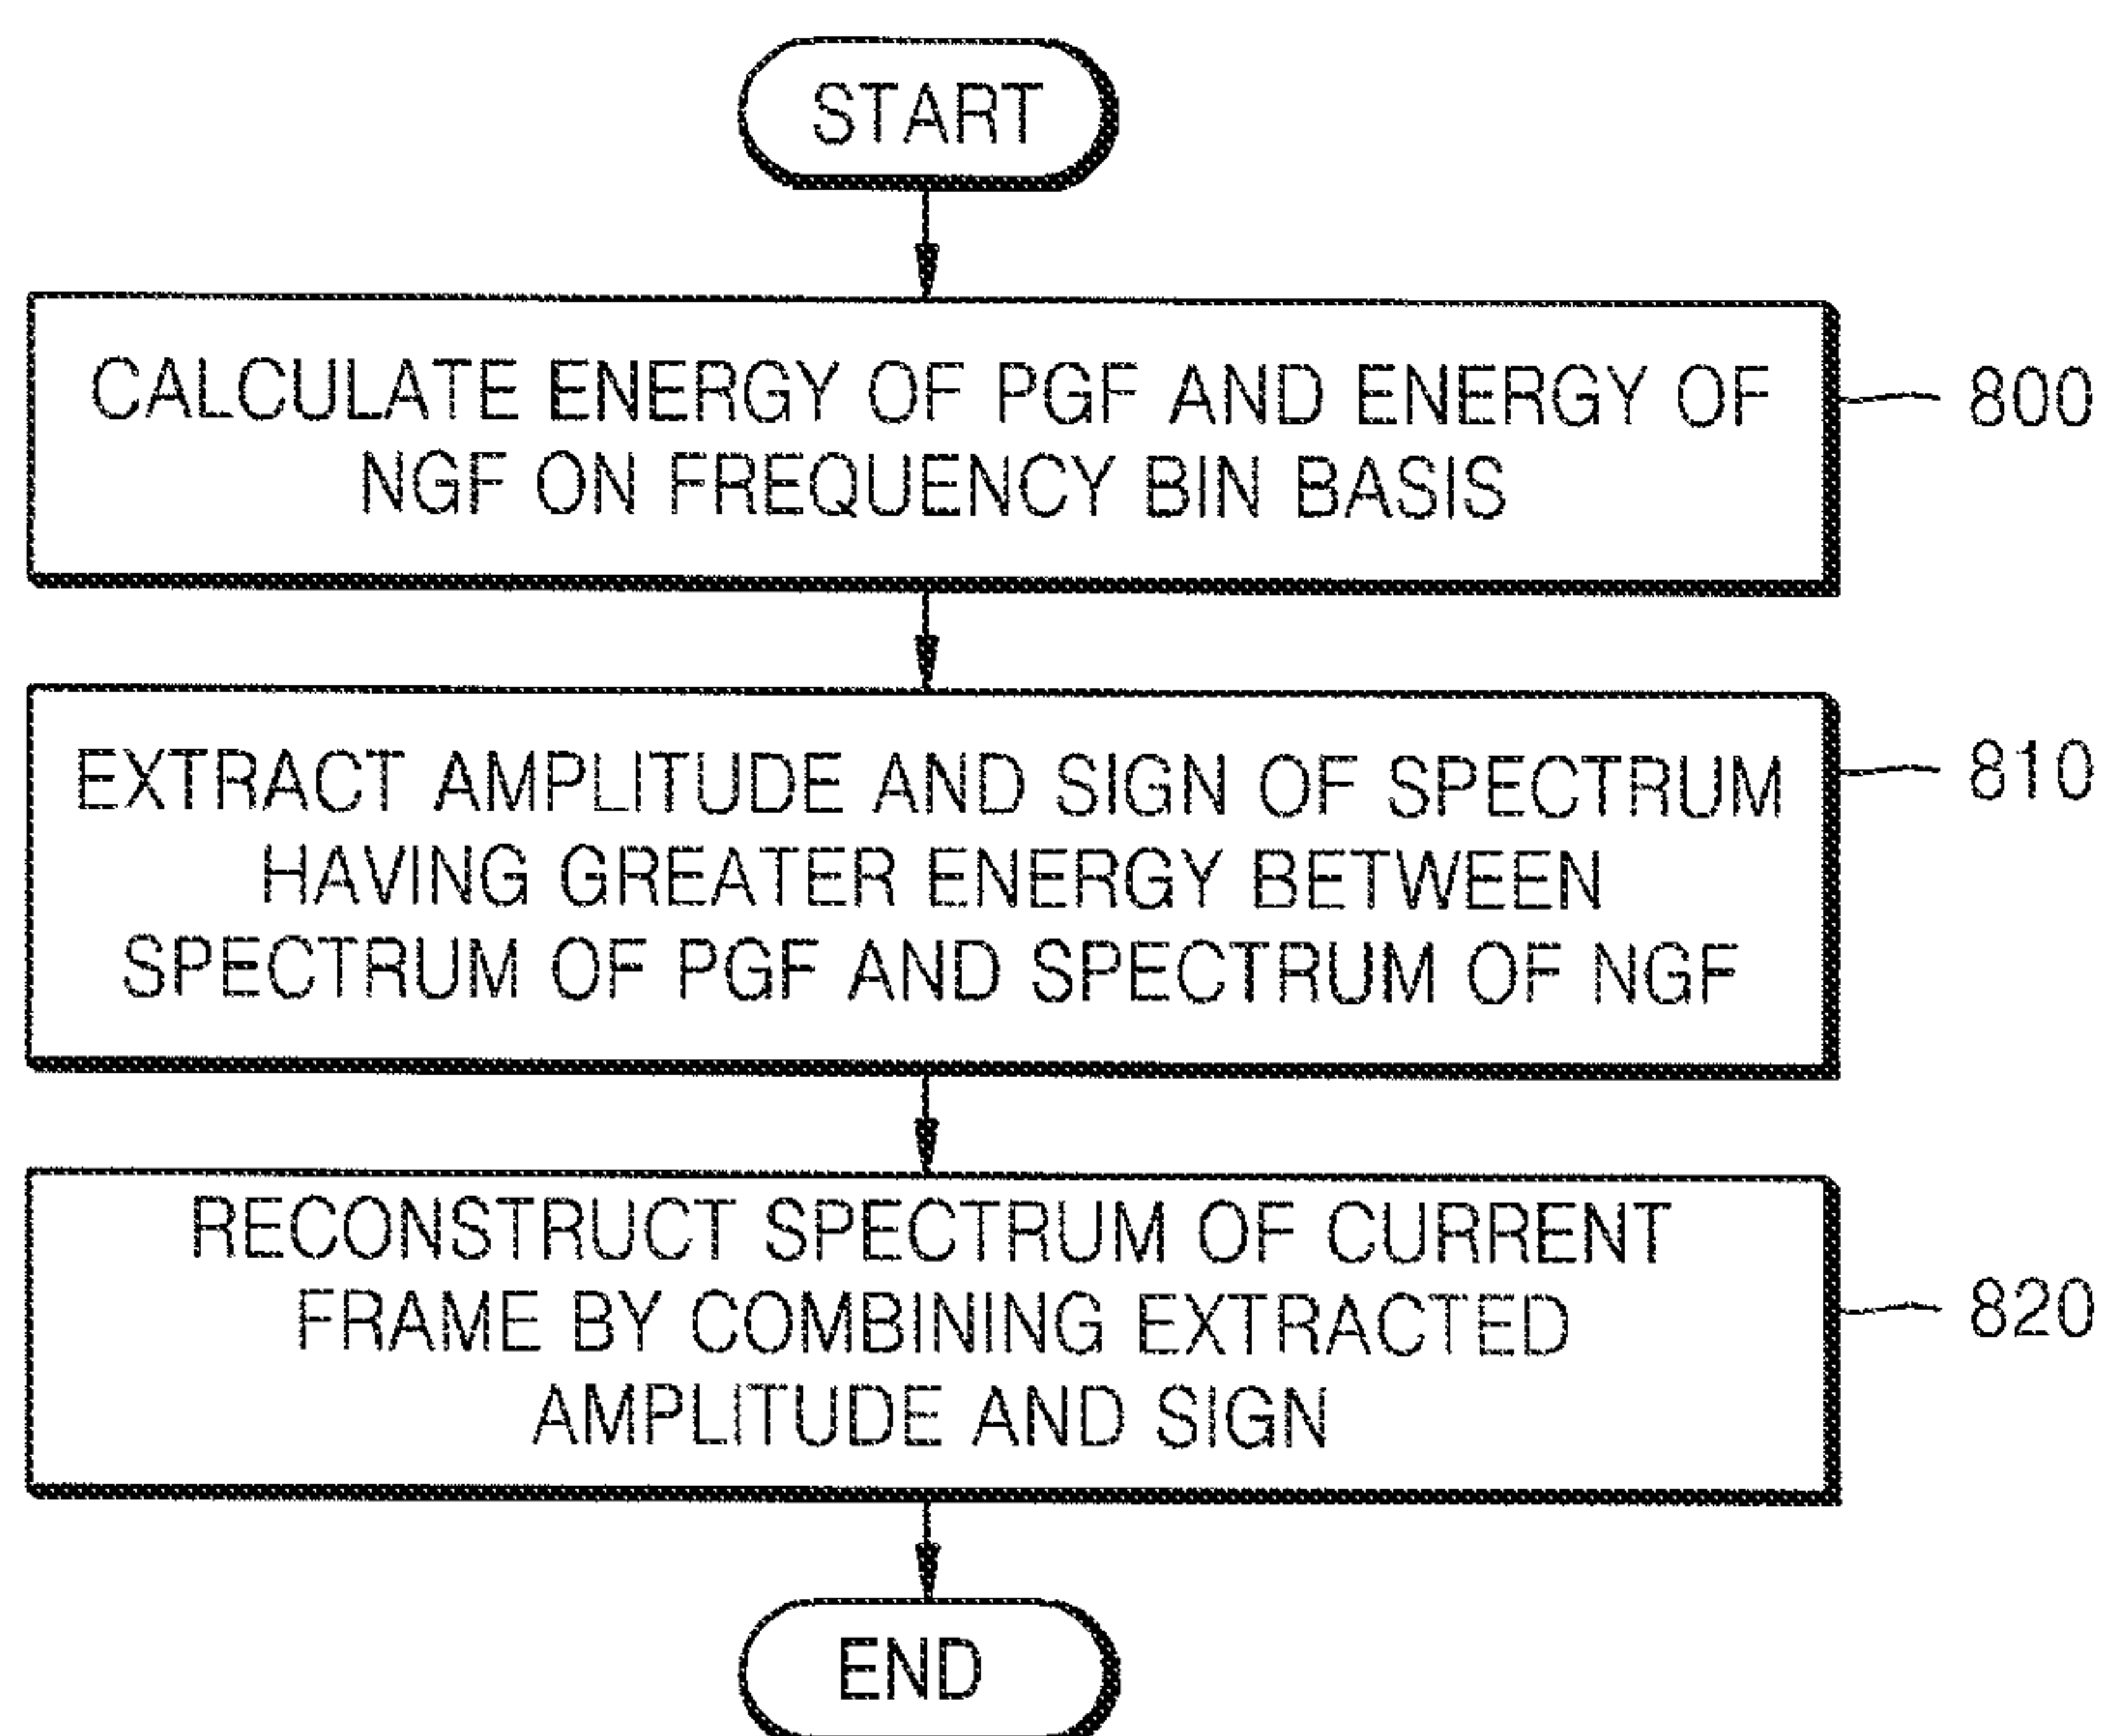 START
CALCULATE ENERGY OF PGF AND ENERGY OF
NGF ON FREQUENCY BIN BASIS
800
EXTRACT AMPLITUDE AND SIGN OF SPECTRUM
HAVING GREATER ENERGY BETWEEN
SPECTRUM OF PGF AND SPECTRUM OF NGF
810
RECONSTRUCT SPECTRUM OF CURRENT
FRAME BY COMBINING EXTRACTED
AMPLITUDE AND SIGN
820
END